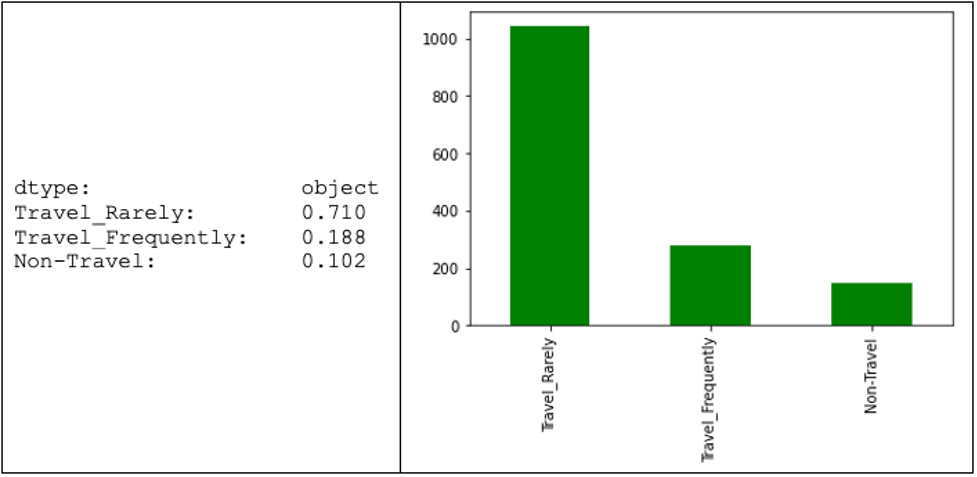 dtype: object
Travel_Rarely: 0.710
Travel_Frequently: 0.188
Non-Travel: 0.102
1000
800
600
400
200
0
Travel_Rarely
Travel_Frequently
Non-Travel